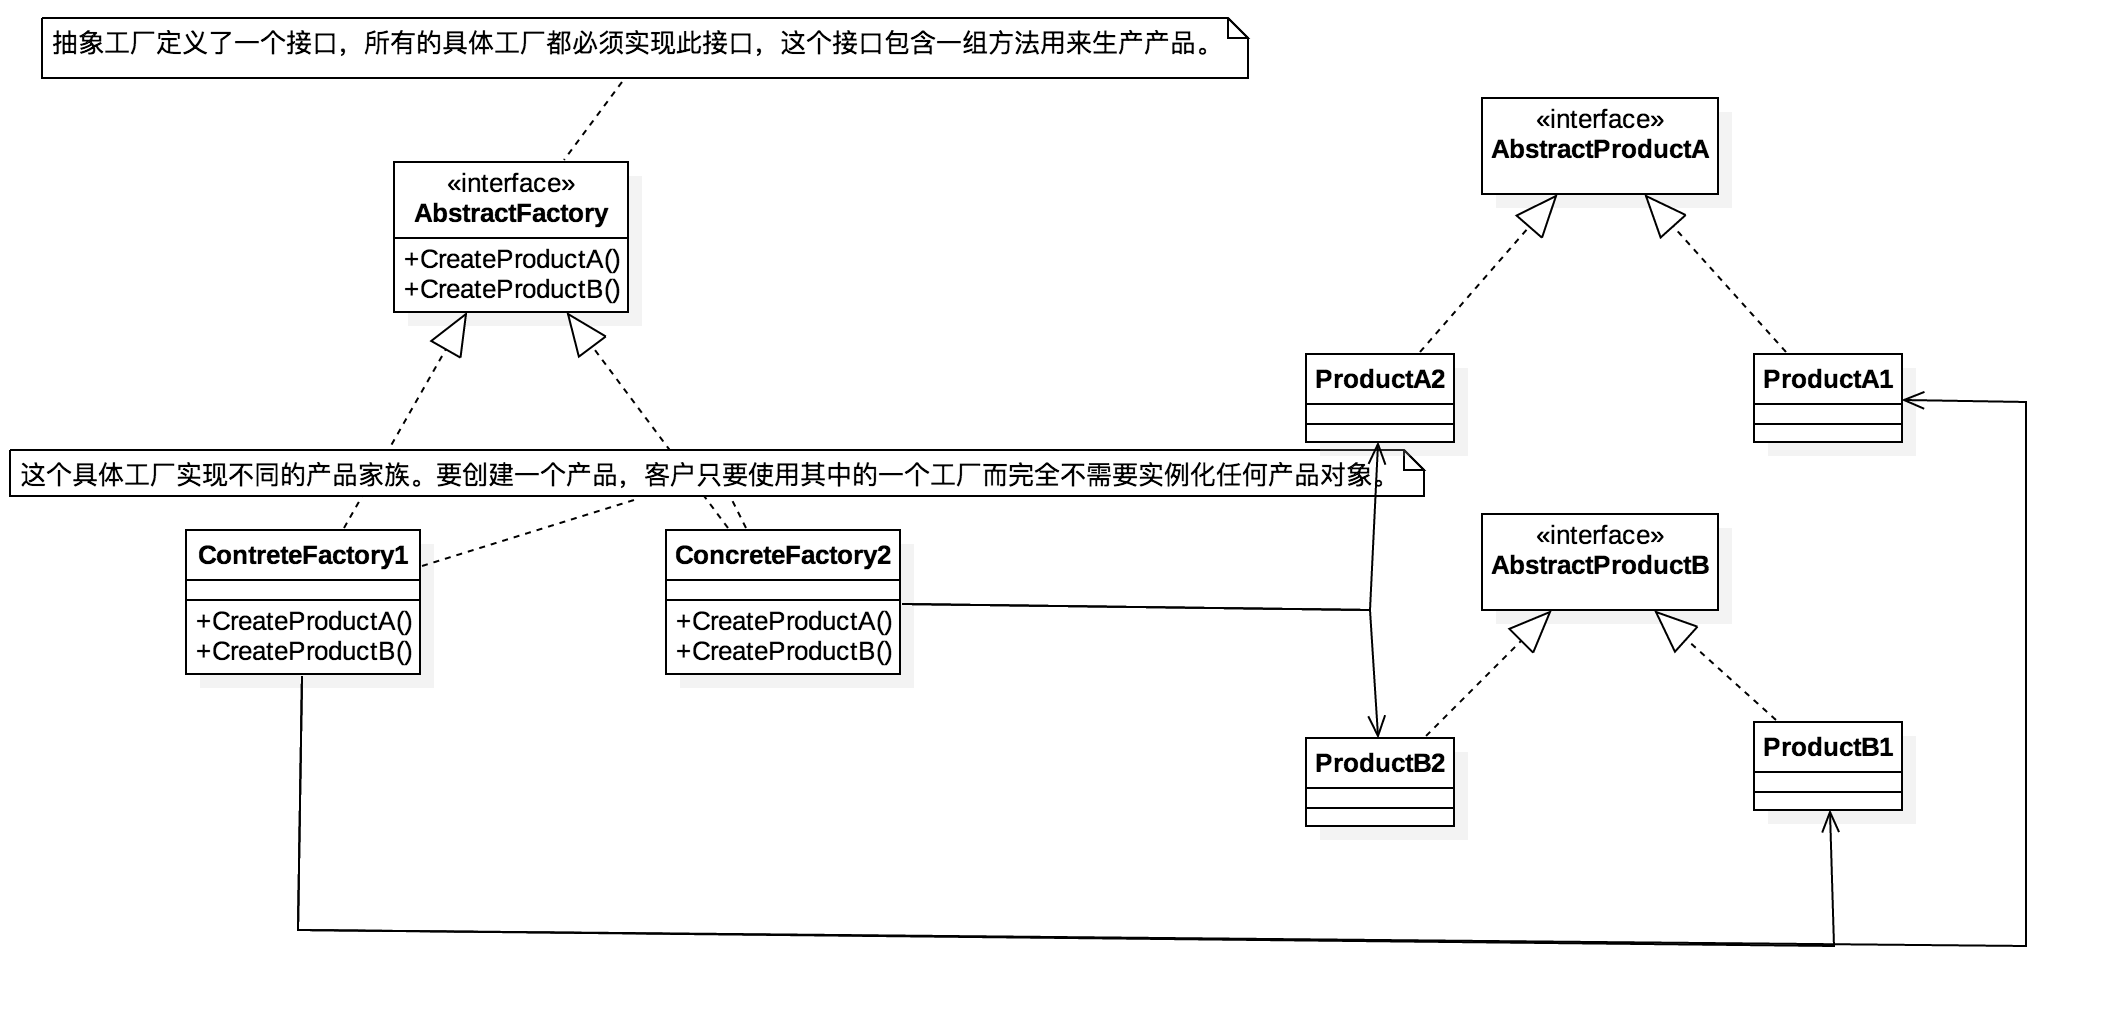 抽象工厂定义了一个接口，所有的具体工厂都必须实现此接口，这个接口包含一组方法用来生产产品。
«interface»
AbstractFactory
+CreateProductA()
+CreateProductB()
«interface»
AbstractProductA
ProductA2
ProductA1
这个具体工厂实现不同的产品家族。要创建一个产品，客户只要使用其中的一个工厂而完全不需要实例化任何产品对象。
ContreteFactory1
+CreateProductA()
+CreateProductB()
ConcreteFactory2
+CreateProductA()
+CreateProductB()
«interface»
AbstractProductB
ProductB2
ProductB1